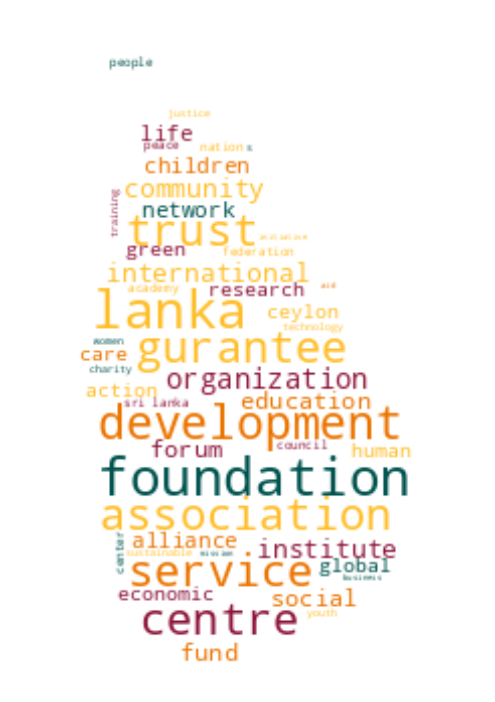 people
justice
life
peace nation s
children
community
training
network
trust
initiative
green federation
international
academy research aid
lanka ceylon
technology
women
care gurantee
charity
organization
action
sri lanka education
development
forum council human
foundation
association
center
alliance
sustainable mission institute
service global
business
economic social
centre youth
fund